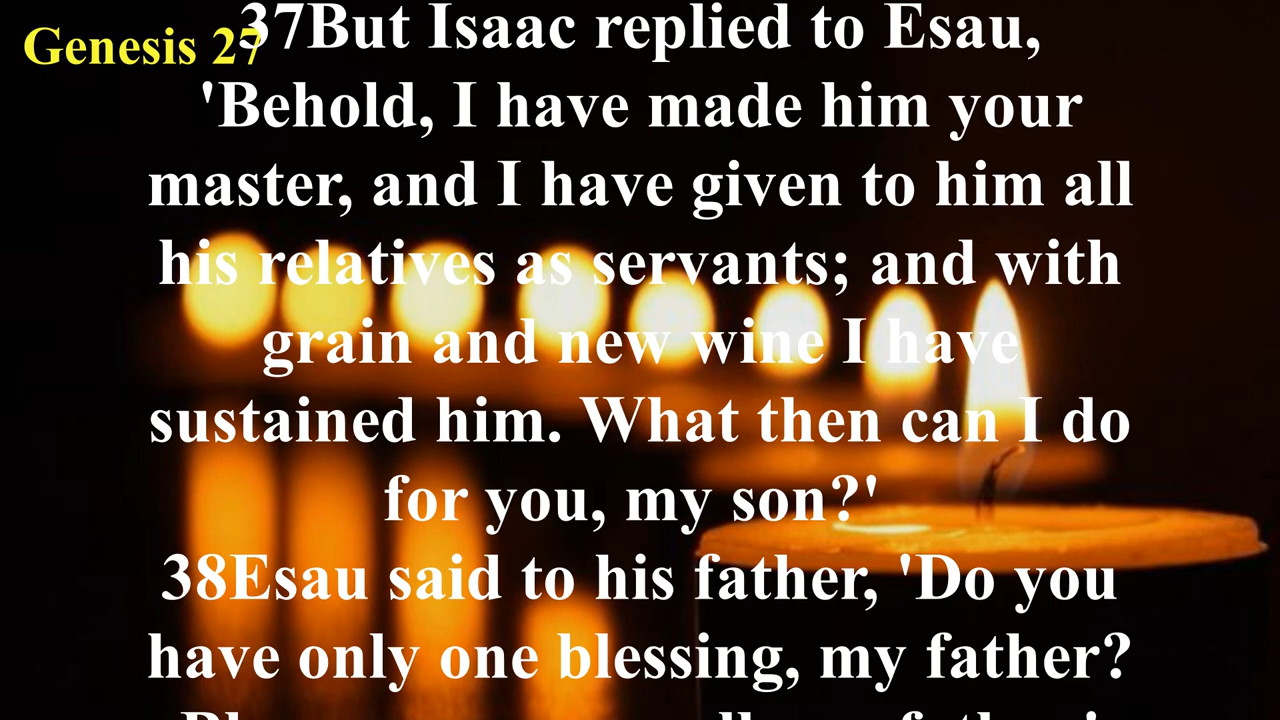 Genesis 27
37But Isaac replied to Esau,
'Behold, I have made him your
master, and I have given to him all
his relatives as servants; and with
grain and new wine I have
sustained him. What then can I do
for you, my son?'
38Esau said to his father, 'Do you
have only one blessing, my father?